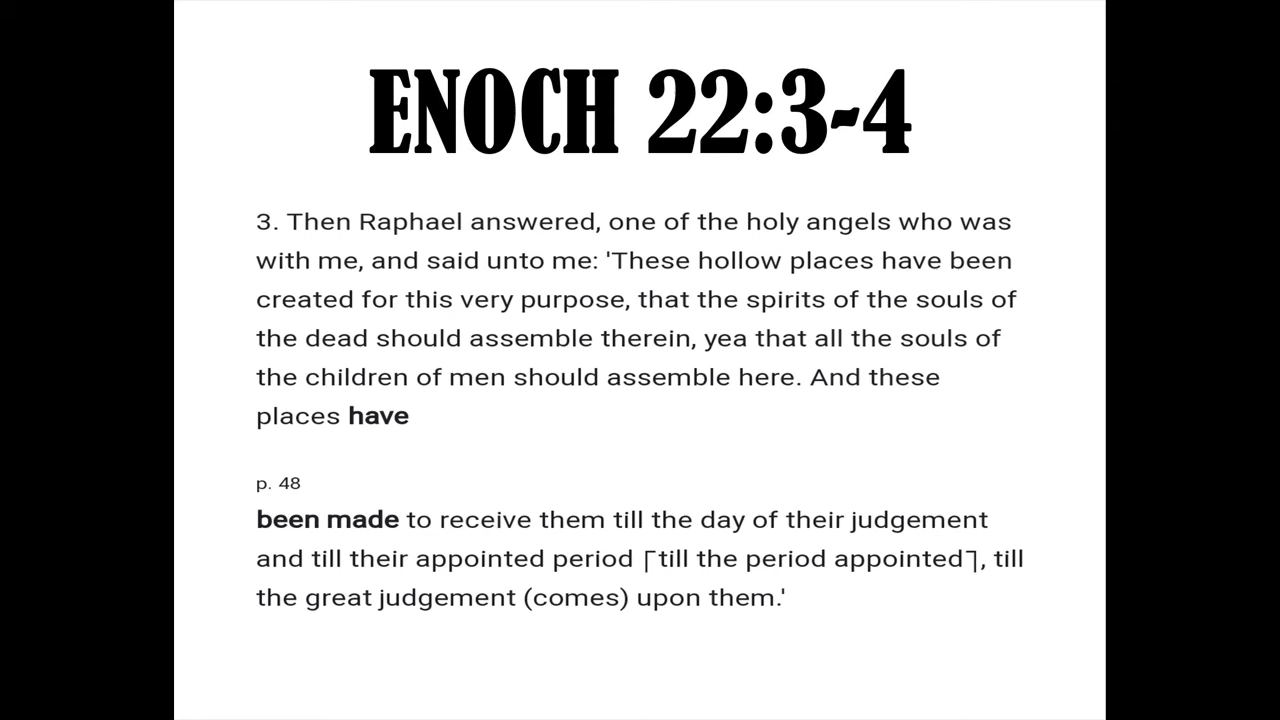 ENOCH 22:3-4
3. Then Raphael answered, one of the holy angels who was
with me, and said unto me: 'These hollow places have been
created for this very purpose, that the spirits of the souls of
the dead should assemble therein, yea that all the souls of
the children of men should assemble here. And these
places have
p. 48
been made to receive them till the day of their judgement
and till their appointed period ⌈till the period appointed⌉, till
the great judgement (comes) upon them.'